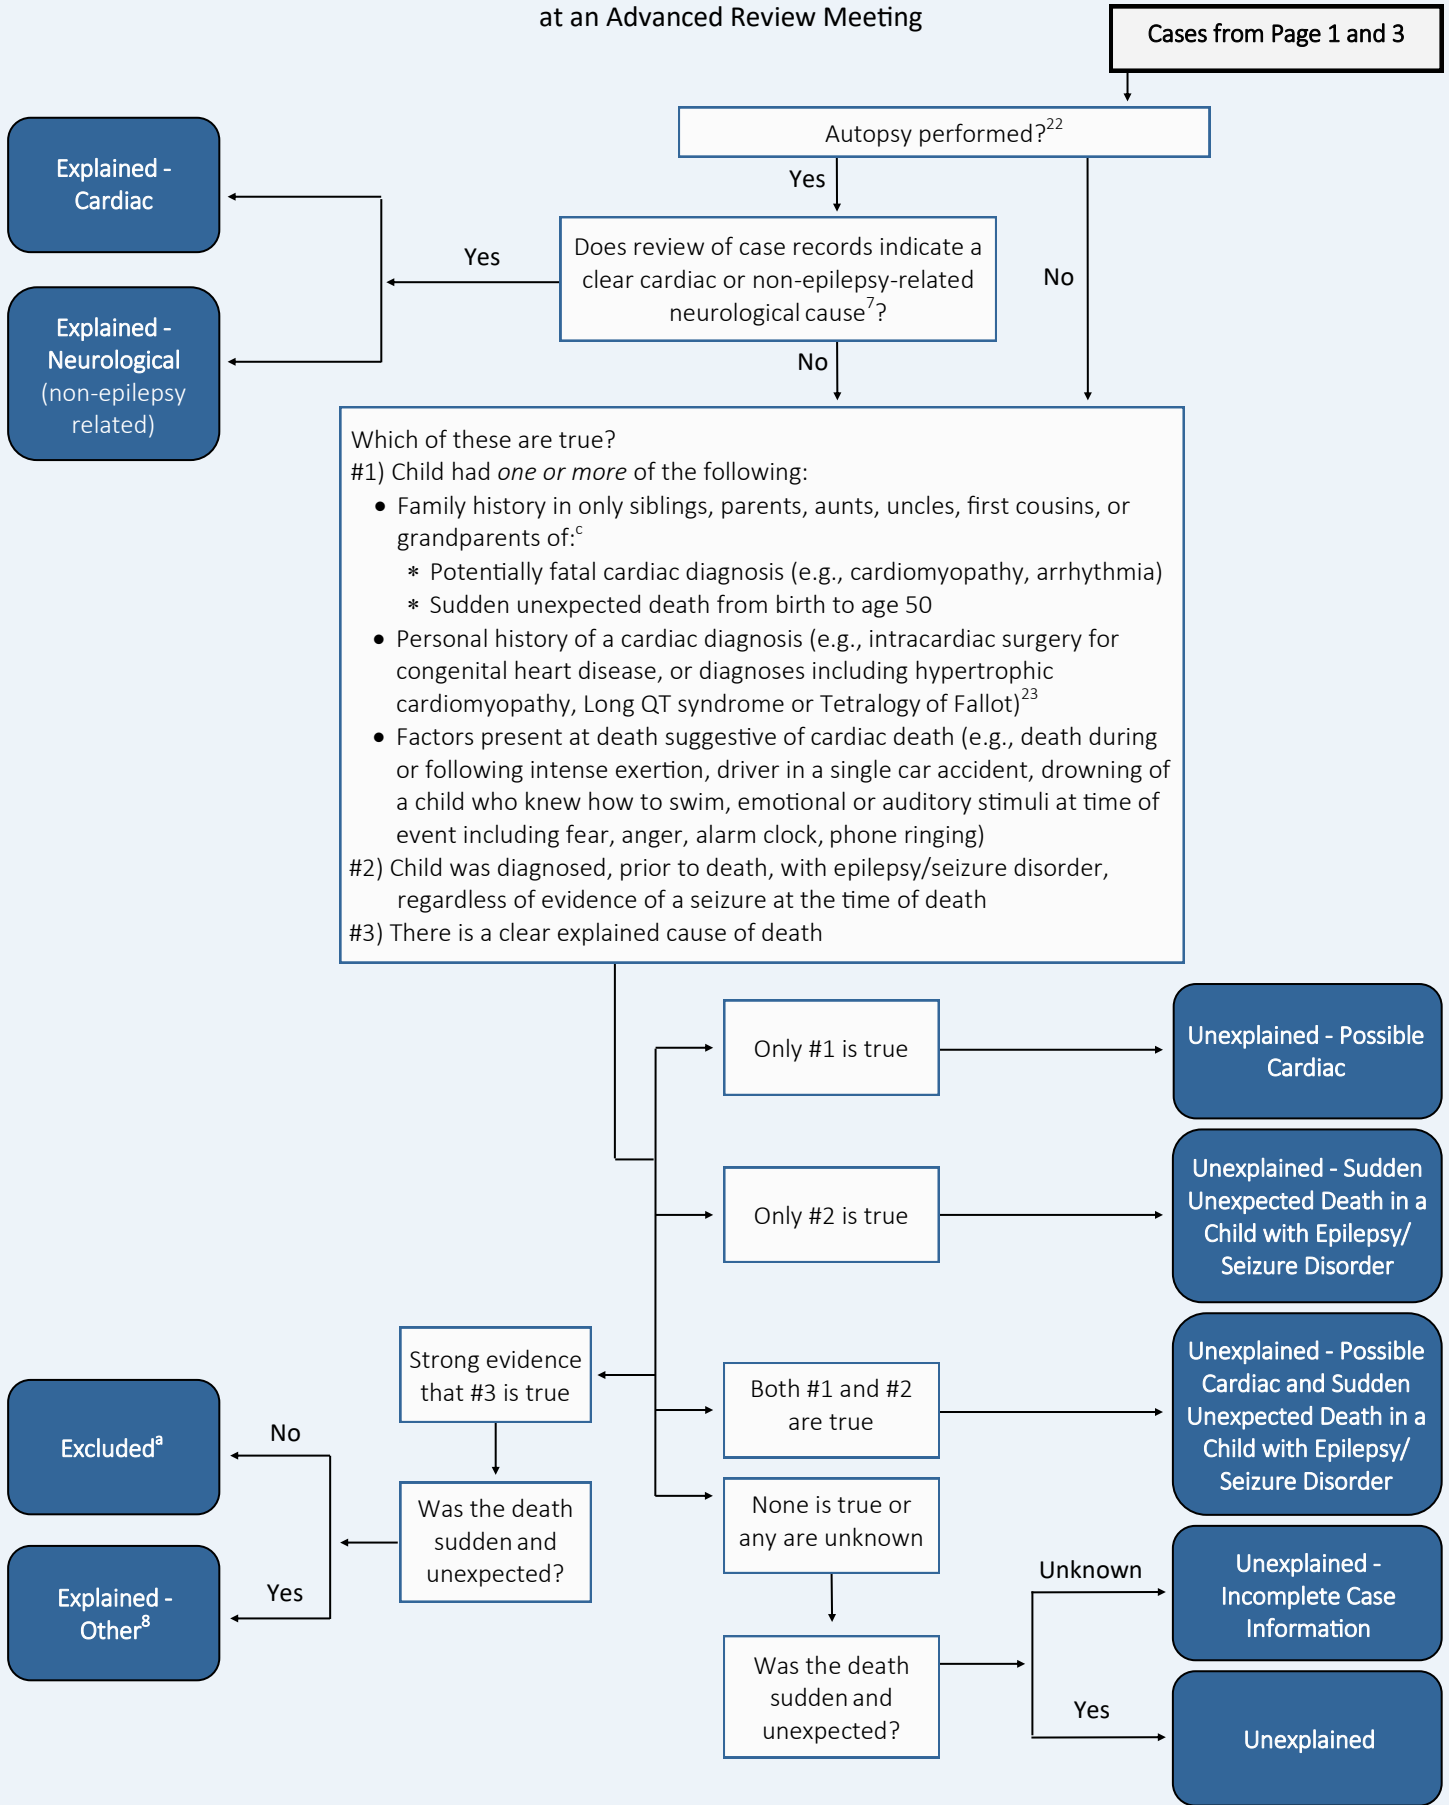 at an Advanced Review Meeting
Cases from Page 1 and 3
Autopsy performed?22
Yes
No
Explained -
Cardiac
Does review of case records indicate a
clear cardiac or non-epilepsy-related
neurological cause7?
Yes
No
Explained -
Neurological
(non-epilepsy
related)
Which of these are true?
#1) Child had one or more of the following:
• Family history in only siblings, parents, aunts, uncles, first cousins, or
grandparents of:c
* Potentially fatal cardiac diagnosis (e.g., cardiomyopathy, arrhythmia)
* Sudden unexpected death from birth to age 50
• Personal history of a cardiac diagnosis (e.g., intracardiac surgery for
congenital heart disease, or diagnoses including hypertrophic
cardiomyopathy, Long QT syndrome or Tetralogy of Fallot)23
• Factors present at death suggestive of cardiac death (e.g., death during
or following intense exertion, driver in a single car accident, drowning of
a child who knew how to swim, emotional or auditory stimuli at time of
event including fear, anger, alarm clock, phone ringing)
#2) Child was diagnosed, prior to death, with epilepsy/seizure disorder,
regardless of evidence of a seizure at the time of death
#3) There is a clear explained cause of death
Only #1 is true
Unexplained - Possible
Cardiac
Only #2 is true
Unexplained - Sudden
Unexpected Death in a
Child with Epilepsy/
Seizure Disorder
Strong evidence
that #3 is true
Both #1 and #2
are true
Unexplained - Possible
Cardiac and Sudden
Unexpected Death in a
Child with Epilepsy/
Seizure Disorder
Excludeda
No
Was the death
sudden and
unexpected?
Yes
Explained -
Other8
None is true or
any are unknown
Was the death
sudden and
unexpected?
Unknown
Unexplained -
Incomplete Case
Information
Yes
Unexplained